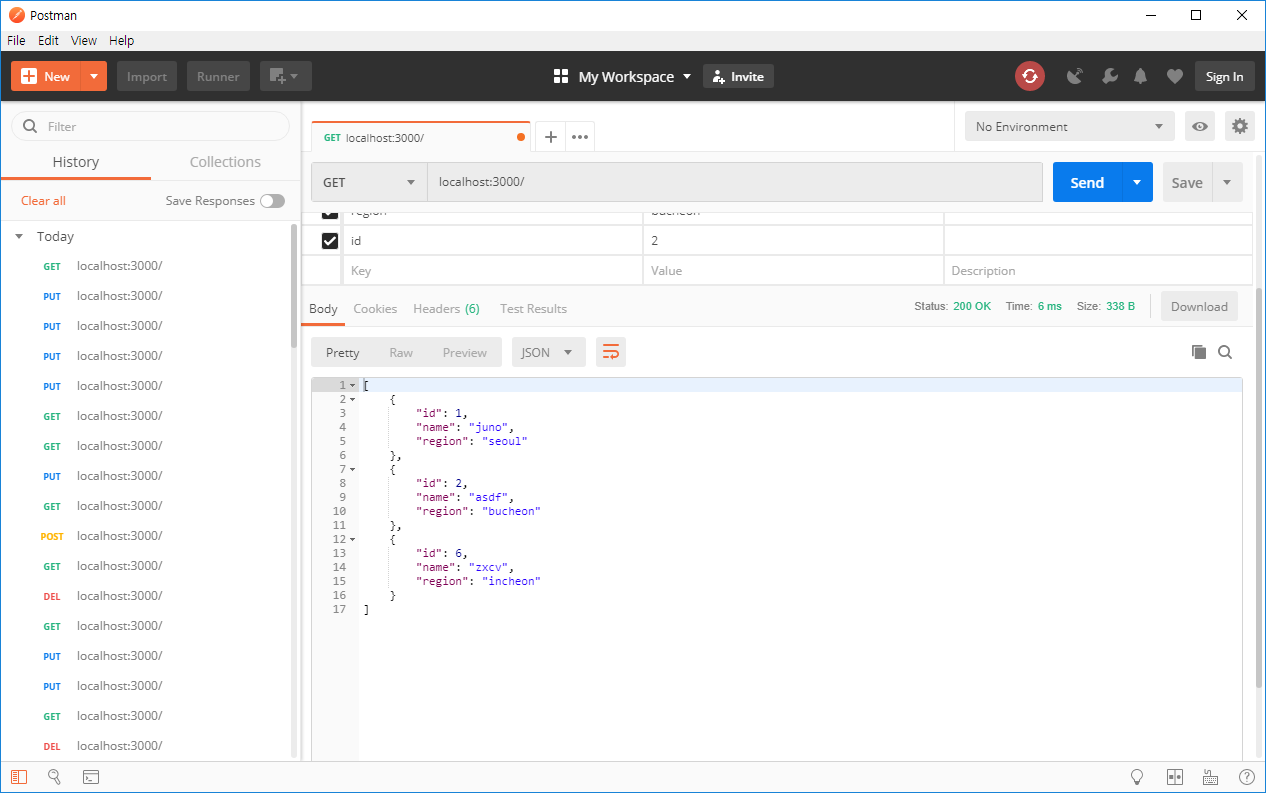 Postman
File Edit View Help
New Import Runner My Workspace Invite Sign In
Filter
History Collections
Clear all Save Responses
Today
GET localhost:3000/
PUT localhost:3000/
PUT localhost:3000/
PUT localhost:3000/
PUT localhost:3000/
GET localhost:3000/
GET localhost:3000/
PUT localhost:3000/
GET localhost:3000/
POST localhost:3000/
GET localhost:3000/
DEL localhost:3000/
GET localhost:3000/
PUT localhost:3000/
PUT localhost:3000/
GET localhost:3000/
DEL localhost:3000/
GET localhost:3000/
No Environment
GET localhost:3000/ Send Save
region bucheon
id 2
Key Value Description
Body Cookies Headers (6) Test Results Status: 200 OK Time: 6 ms Size: 338 B Download
Pretty Raw Preview JSON
1 [
2 {
3 "id": 1,
4 "name": "juno",
5 "region": "seoul"
6 },
7 {
8 "id": 2,
9 "name": "asdf",
10 "region": "bucheon"
11 },
12 {
13 "id": 6,
14 "name": "zxcv",
15 "region": "incheon"
16 }
17 ]